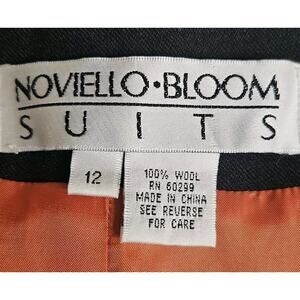 NOVIELLO•BLOOM
SUITS
12
100% WOOL
RN 60299
MADE IN CHINA
SEE REVERSE
FOR CARE